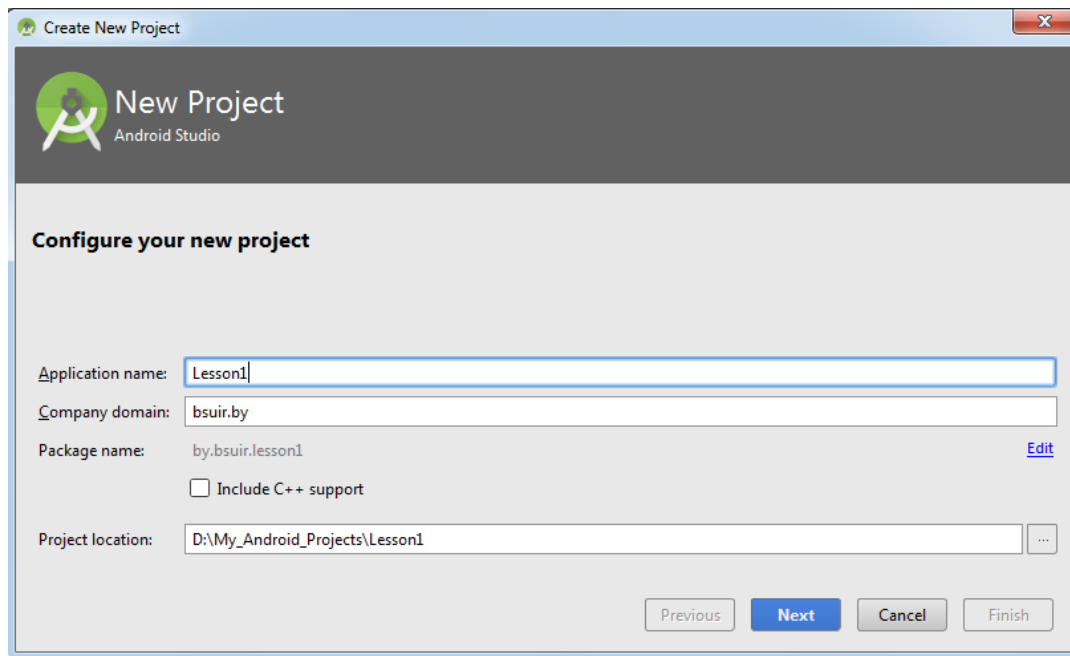 Create New Project
New Project
Android Studio
Configure your new project
Application name: Lesson1
Company domain: bsuir.by
Package name: by.bsuir.lesson1 Edit
Include C++ support
Project location: D:\My_Android_Projects\Lesson1 ...
Previous Next Cancel Finish